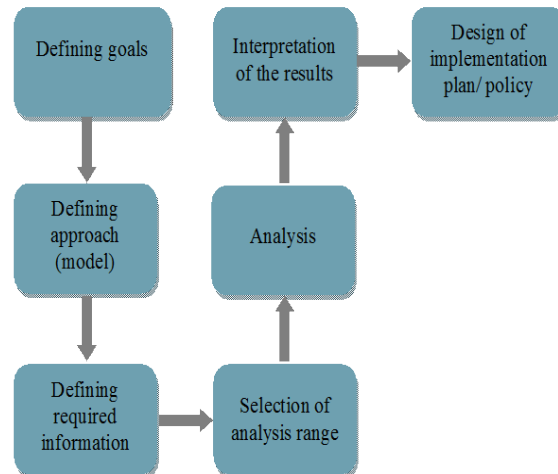 Defining goals
Defining
approach
(model)
Defining
required
information
Selection of
analysis range
Analysis
Interpretation
of the results
Design of
implementation
plan/ policy